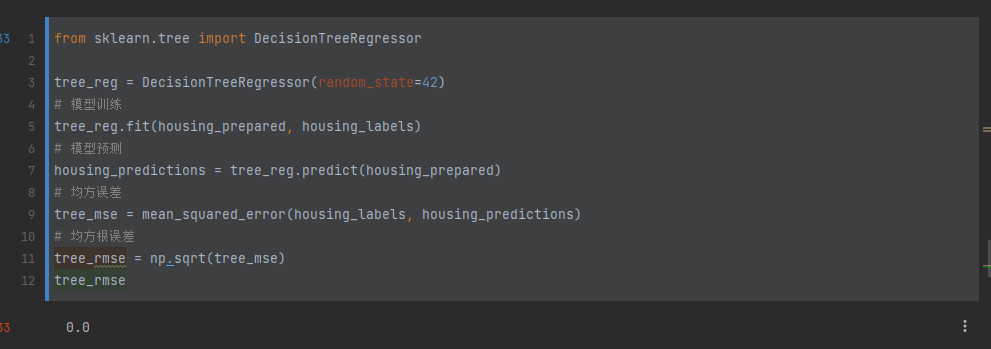 33 1 from sklearn.tree import DecisionTreeRegressor
2
3 tree_reg = DecisionTreeRegressor(random_state=42)
4 # 模型训练
5 tree_reg.fit(housing_prepared, housing_labels)
6 # 模型预测
7 housing_predictions = tree_reg.predict(housing_prepared)
8 # 均方误差
9 tree_mse = mean_squared_error(housing_labels, housing_predictions)
10 # 均方根误差
11 tree_rmse = np.sqrt(tree_mse)
12 tree_rmse
33 0.0